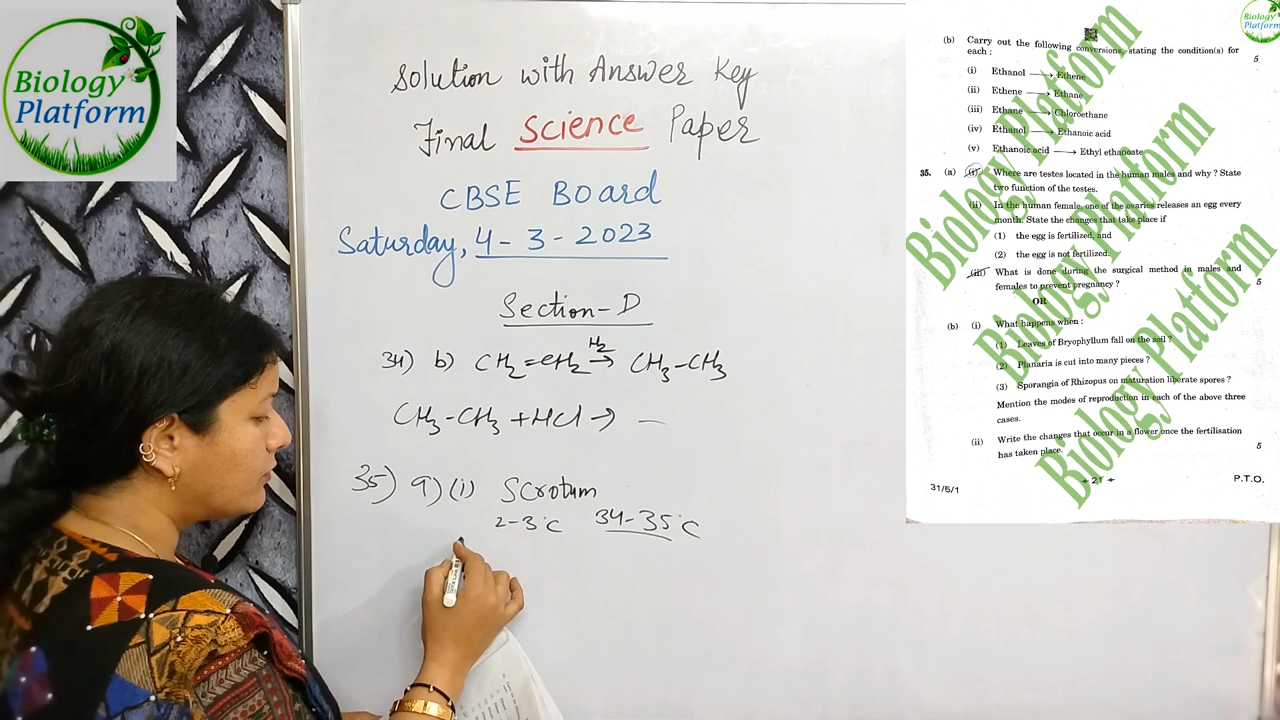 Biology
Platform
Solution with Answer Key
Final Science Paper
CBSE Board
Saturday, 4-3-2023
Section-D
34) b) CH2=CH2 H2→ CH3-CH3
CH3-CH3 + HCl → —
35) a) (i) Scrotum
2-3°C 34-35°C
Biology
Platform
(b) Carry out the following conversions, stating the condition(s) for
each : 5
(i) Ethanol ⟶ Ethene
(ii) Ethene ⟶ Ethane
(iii) Ethane ⟶ Chloroethane
(iv) Ethanol ⟶ Ethanoic acid
(v) Ethanoic acid ⟶ Ethyl ethanoate
35. (a) (i) Where are testes located in the human males and why ? State
two function of the testes.
(ii) In the human female, one of the ovaries releases an egg every
month. State the changes that take place if
(1) the egg is fertilized, and
(2) the egg is not fertilized.
(iii) What is done during the surgical method in males and
females to prevent pregnancy ? 5
OR
(b) (i) What happens when :
(1) Leaves of Bryophyllum fall on the soil ?
(2) Planaria is cut into many pieces ?
(3) Sporangia of Rhizopus on maturation liberate spores ?
Mention the modes of reproduction in each of the above three
cases.
(ii) Write the changes that occur in a flower once the fertilisation
has taken place. 5
31/5/1 21 P.T.O.
Biology Platform
Biology Platform
Biology Platform